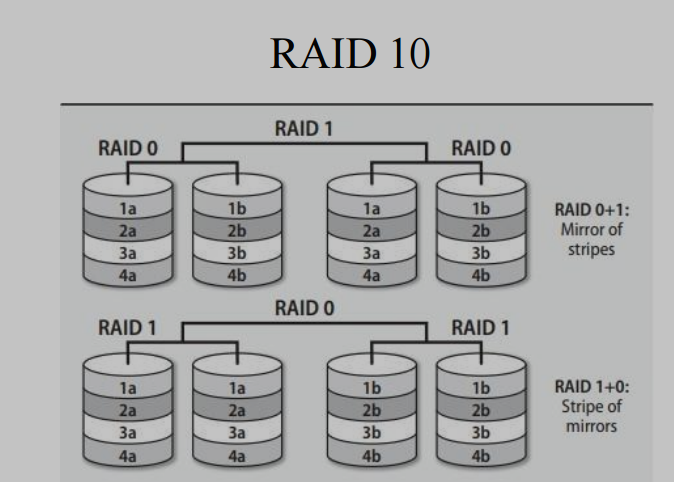 RAID 10
RAID 1
RAID 0 RAID 0
1a 1b 1a 1b
2a 2b 2a 2b
3a 3b 3a 3b
4a 4b 4a 4b
RAID 0+1:
Mirror of
stripes
RAID 0
RAID 1 RAID 1
1a 1a 1b 1b
2a 2a 2b 2b
3a 3a 3b 3b
4a 4a 4b 4b
RAID 1+0:
Stripe of
mirrors